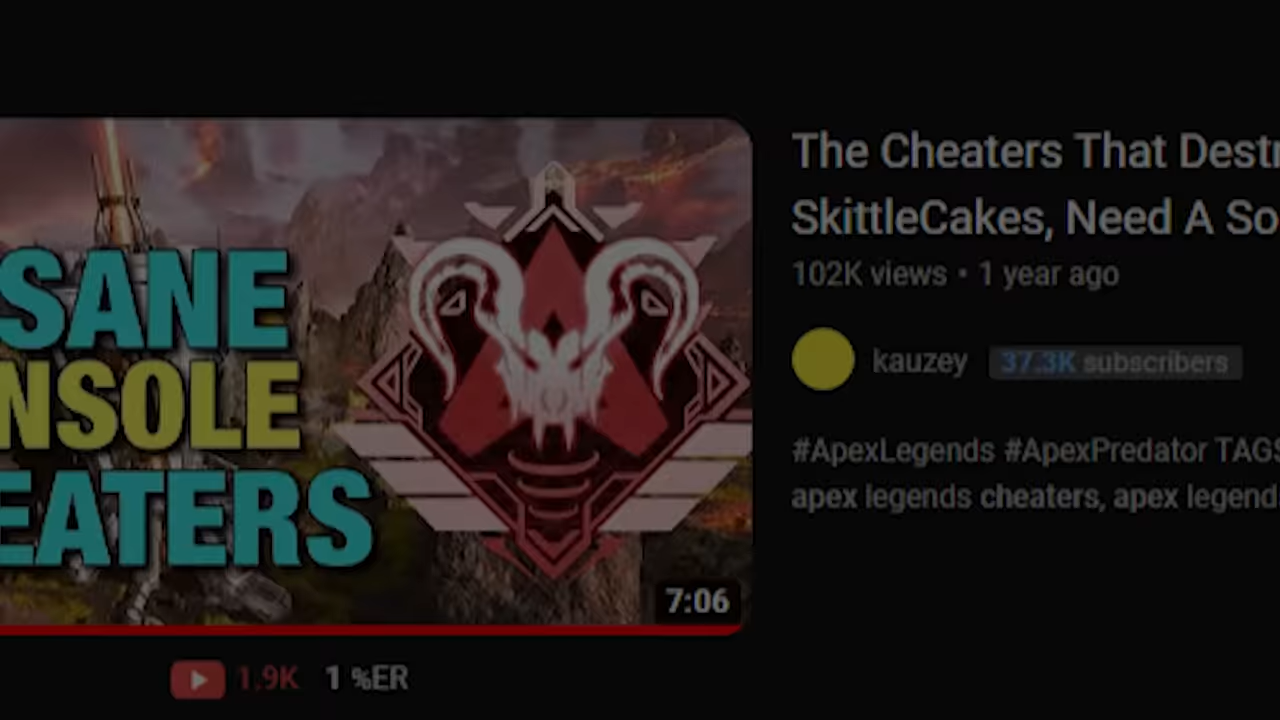 The Cheaters That Destr
SkittleCakes, Need A So
102K views • 1 year ago
kauzey 37.3K subscribers
#ApexLegends #ApexPredator TAGS
apex legends cheaters, apex legend
SANE
NSOLE
EATERS
7:06
1.9K 1 %ER